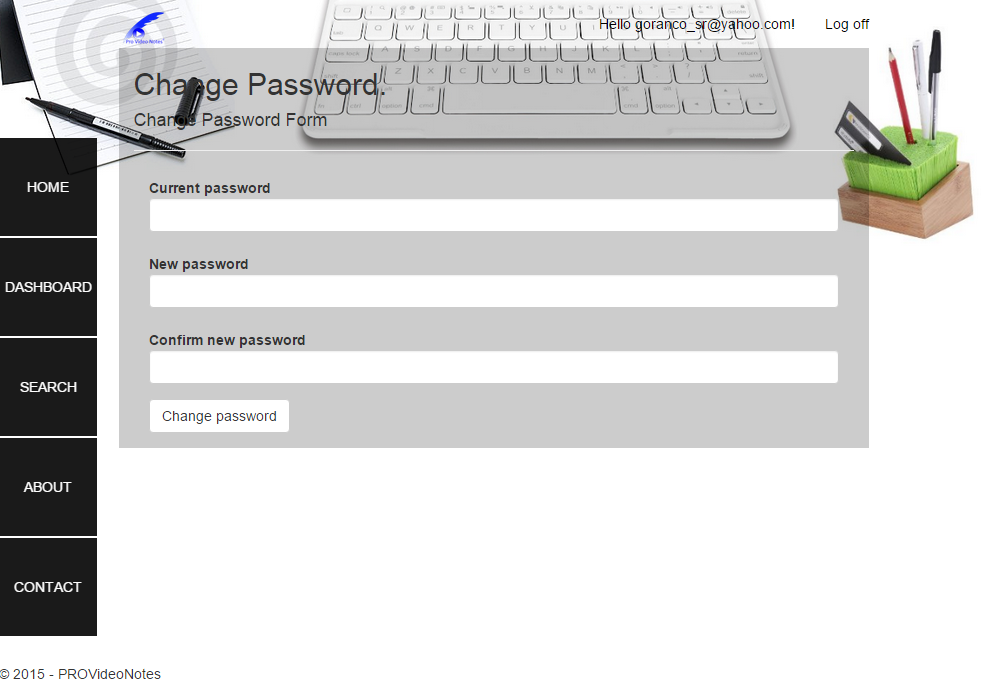 Pro Video Notes
Hello goranco_sr@yahoo.com!
Log off
Change Password.
Change Password Form
HOME
DASHBOARD
SEARCH
ABOUT
CONTACT
Current password
New password
Confirm new password
Change password
© 2015 - PROVideoNotes